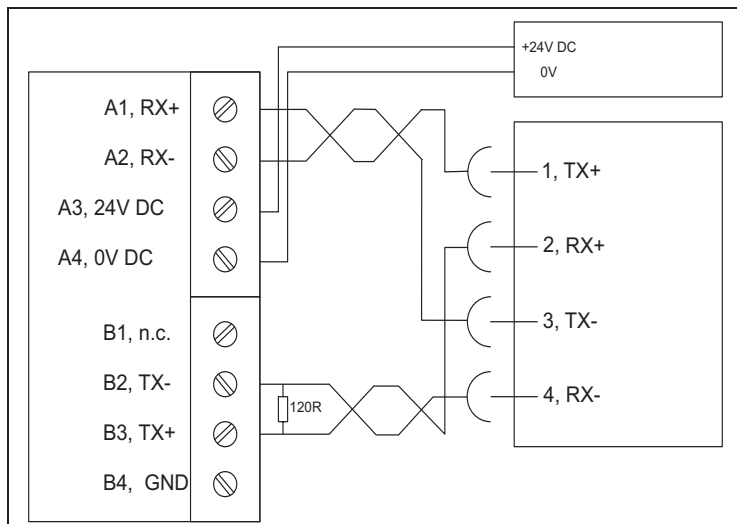 +24V DC
0V
A1, RX+
A2, RX-
A3, 24V DC
A4, 0V DC
B1, n.c.
B2, TX-
B3, TX+
B4, GND
120R
1, TX+
2, RX+
3, TX-
4, RX-